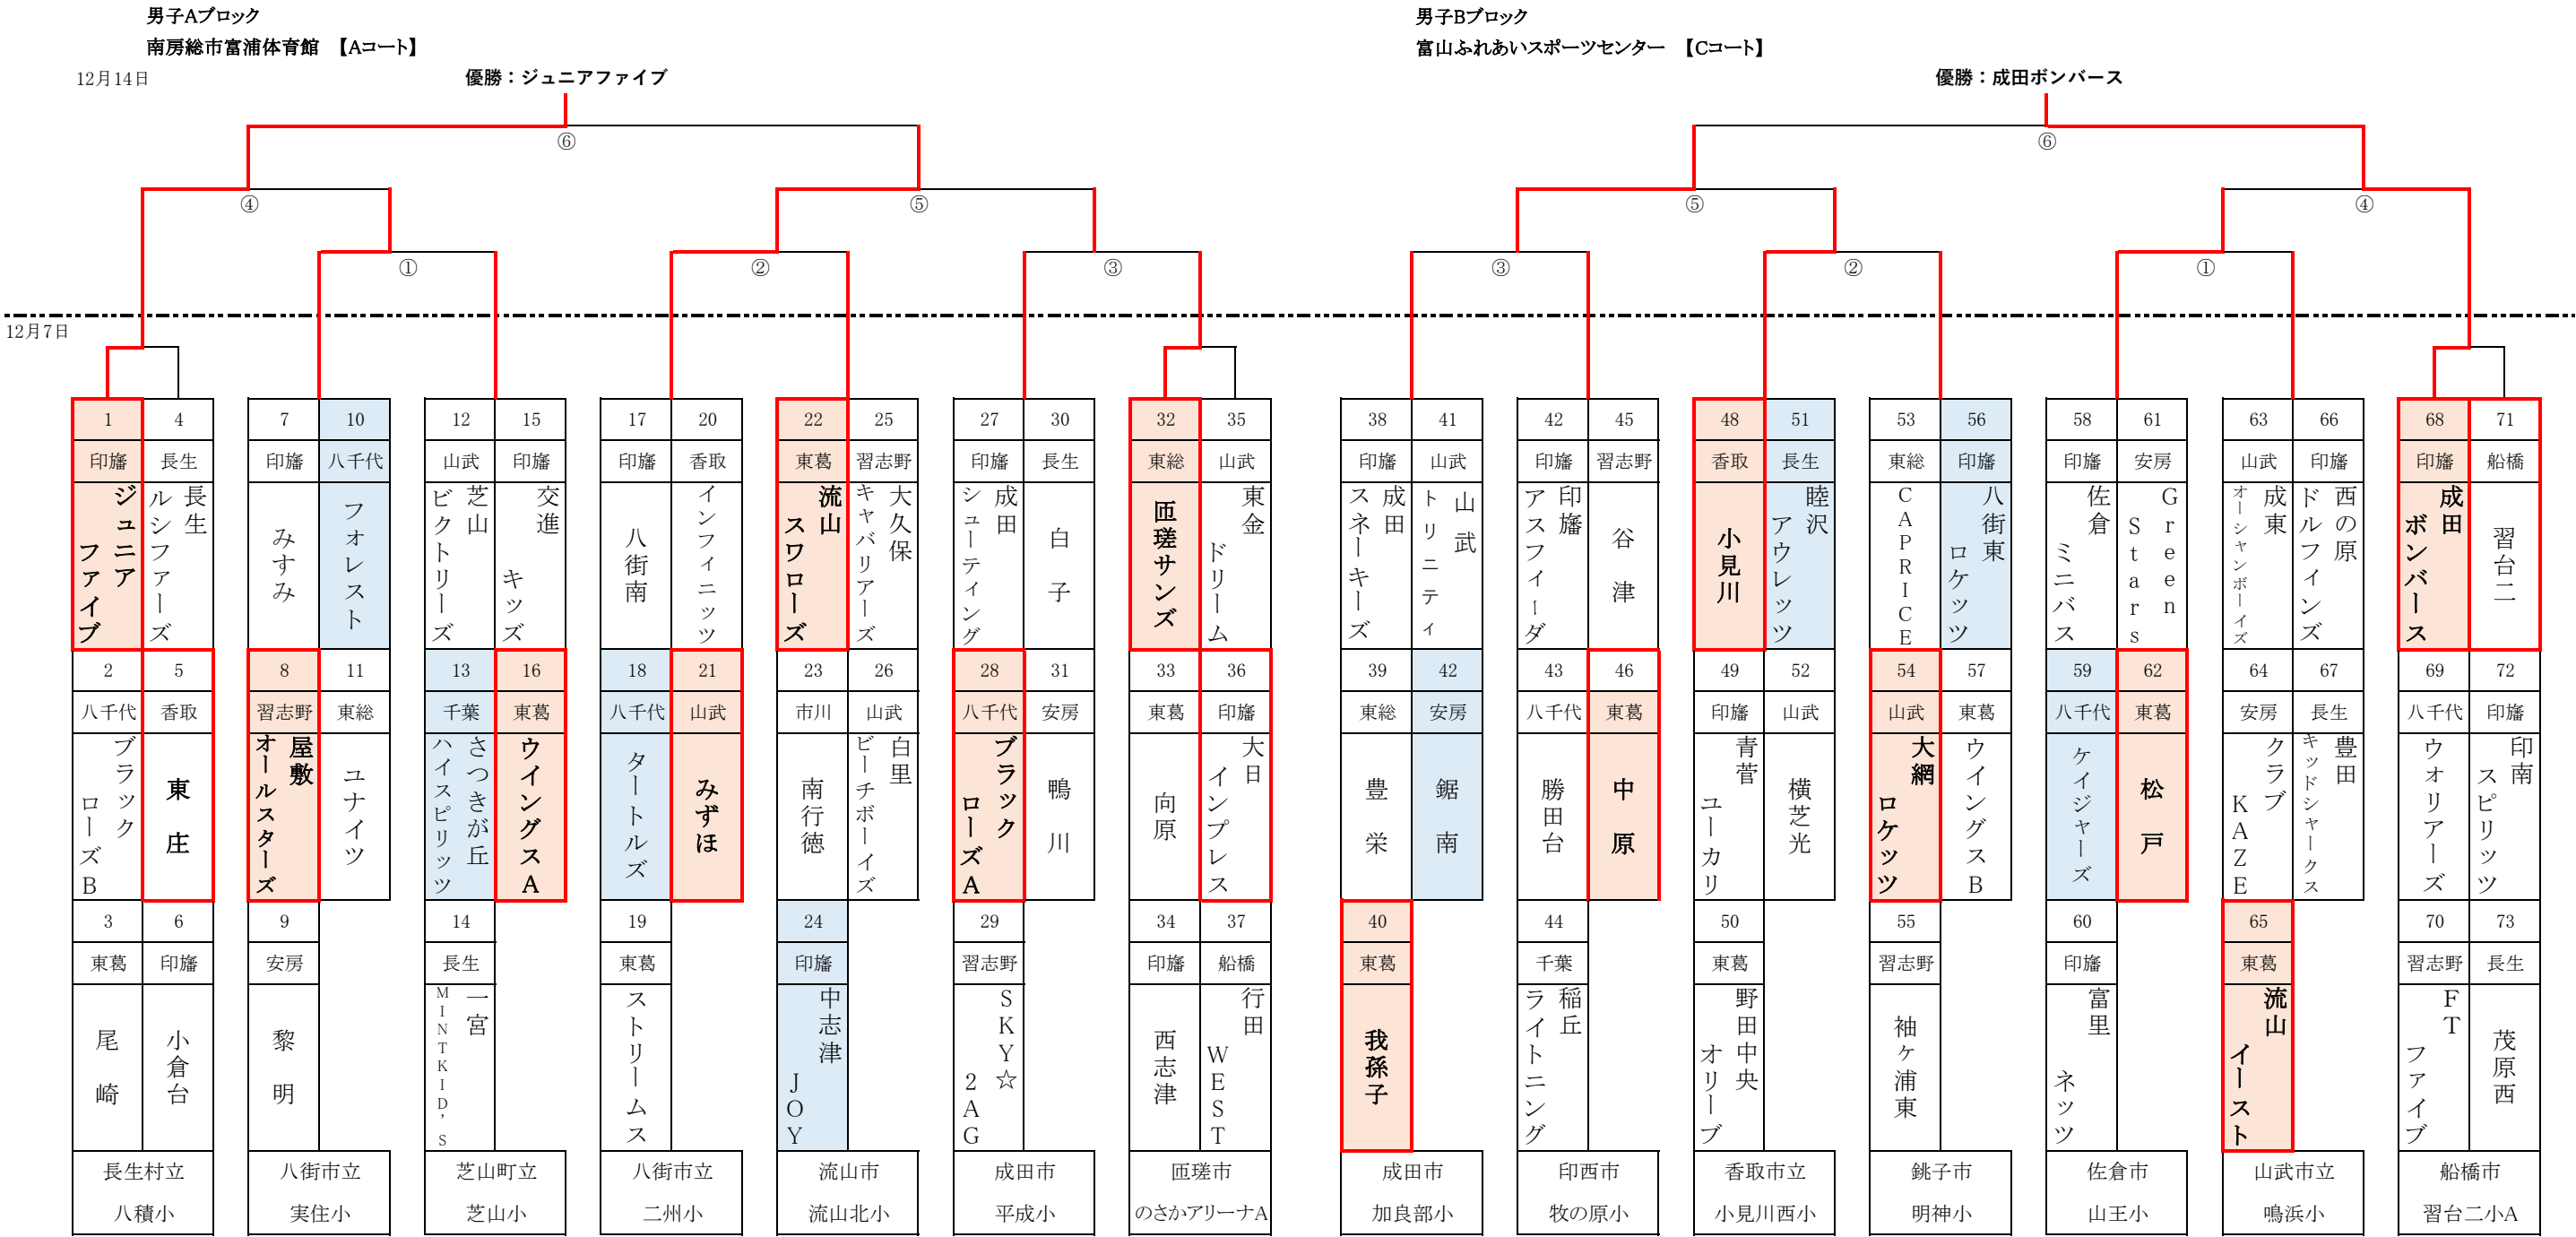 男子Aブロック
南房総市富浦体育館　【Aコート】
12月14日
優勝：ジュニアファイブ
男子Bブロック
富山ふれあいスポーツセンター　【Cコート】
優勝：成田ボンバース
⑥
⑥
④
⑤
⑤
④
①
②
③
③
②
①
12月7日
1 4 7 10 12 15 17 20 22 25 27 30 32 35 38 41 42 45 48 51 53 56 58 61 63 66 68 71
印旛 長生 印旛 八千代 山武 印旛 印旛 香取 東葛 習志野 印旛 長生 東総 山武 印旛 山武 印旛 習志野 香取 長生 東総 印旛 印旛 安房 山武 印旛 印旛 船橋
ジュニアファイブ
長生ルシファーズ
みすみ
フォレスト
芝山ビクトリーズ
交進キッズ
八街南
インフィニッツ
流山スワローズ
大久保キャバリアーズ
成田シューティング
白子
匝瑳サンズ
東金ドリーム
成田スネーキーズ
山武トリニティ
印旛アスフィーダ
谷津
小見川
睦沢アウレッツ
CAPRICE
八街東ロケッツ
佐倉ミニバス
Green Stars
成東オーシャンボーイズ
西の原ドルフィンズ
成田ボンバース
習台二
2 5 8 11 13 16 18 21 23 26 28 31 33 36 39 42 43 46 49 52 54 57 59 62 64 67 69 72
八千代 香取 習志野 東総 千葉 東葛 八千代 山武 市川 山武 八千代 安房 東葛 印旛 東総 安房 八千代 東葛 印旛 山武 山武 東葛 八千代 東葛 安房 長生 八千代 印旛
ブラックローズB
東庄
屋敷オールスターズ
ユナイツ
さつきが丘ハイスピリッツ
ウイングスA
タートルズ
みずほ
南行徳
白里ビーチボーイズ
ブラックローズA
鴨川
向原
大日インプレス
豊栄
鋸南
勝田台
中原
青菅ユーカリ
横芝光
大網ロケッツ
ウイングスB
ケイジャーズ
松戸
クラブKAZE
豊田キッドシャークス
ウォリアーズ
印南スピリッツ
3 6 9 14 19 24 29 34 37 40 44 50 55 60 65 70 73
東葛 印旛 安房 長生 東葛 印旛 習志野 印旛 船橋 東葛 千葉 東葛 習志野 印旛 東葛 習志野 長生
尾崎
小倉台
黎明
一宮MINTKID'S
ストリームス
中志津JOY
SKY☆2AG
西志津
行田WEST
我孫子
稲丘ライトニング
野田中央オリーブ
袖ケ浦東
富里ネッツ
流山イースト
FTファイブ
茂原西
長生村立 八街市立 芝山町立 八街市立 流山市 成田市 匝瑳市 成田市 印西市 香取市立 銚子市 佐倉市 山武市立 船橋市
八積小 実住小 芝山小 二州小 流山北小 平成小 のさかアリーナA 加良部小 牧の原小 小見川西小 明神小 山王小 鳴浜小 習台二小A